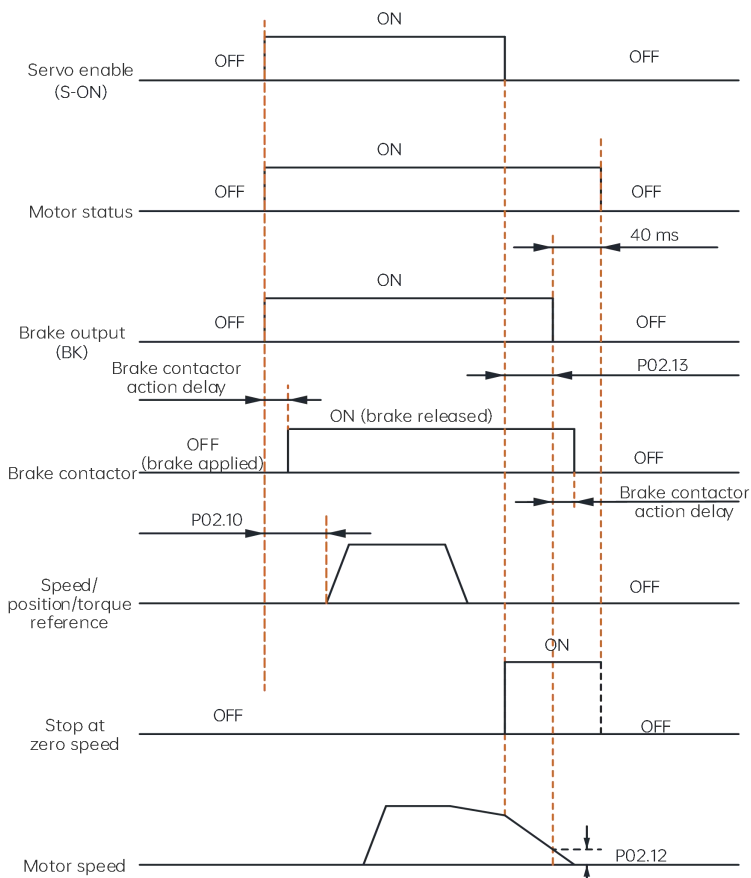 ON
Servo enable
(S-ON)
OFF
OFF
ON
Motor status
OFF
OFF
40 ms
ON
Brake output
(BK)
OFF
OFF
P02.13
Brake contactor
action delay
ON (brake released)
OFF
(brake applied)
Brake contactor
OFF
Brake contactor
action delay
P02.10
Speed/
position/torque
reference
OFF
ON
Stop at
zero speed
OFF
OFF
Motor speed
P02.12